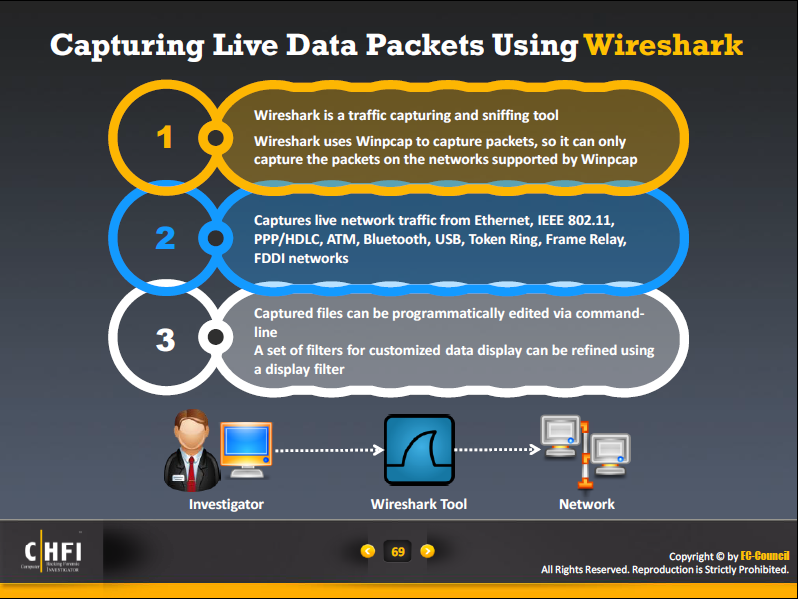 Capturing Live Data Packets Using Wireshark
1
Wireshark is a traffic capturing and sniffing tool
Wireshark uses Winpcap to capture packets, so it can only
capture the packets on the networks supported by Winpcap
2
Captures live network traffic from Ethernet, IEEE 802.11,
PPP/HDLC, ATM, Bluetooth, USB, Token Ring, Frame Relay,
FDDI networks
3
Captured files can be programmatically edited via command-
line
A set of filters for customized data display can be refined using
a display filter
Investigator
Wireshark Tool
Network
CHFI
Computer Hacking Forensic
INVESTIGATOR
69
Copyright © by EC-Council
All Rights Reserved. Reproduction is Strictly Prohibited.